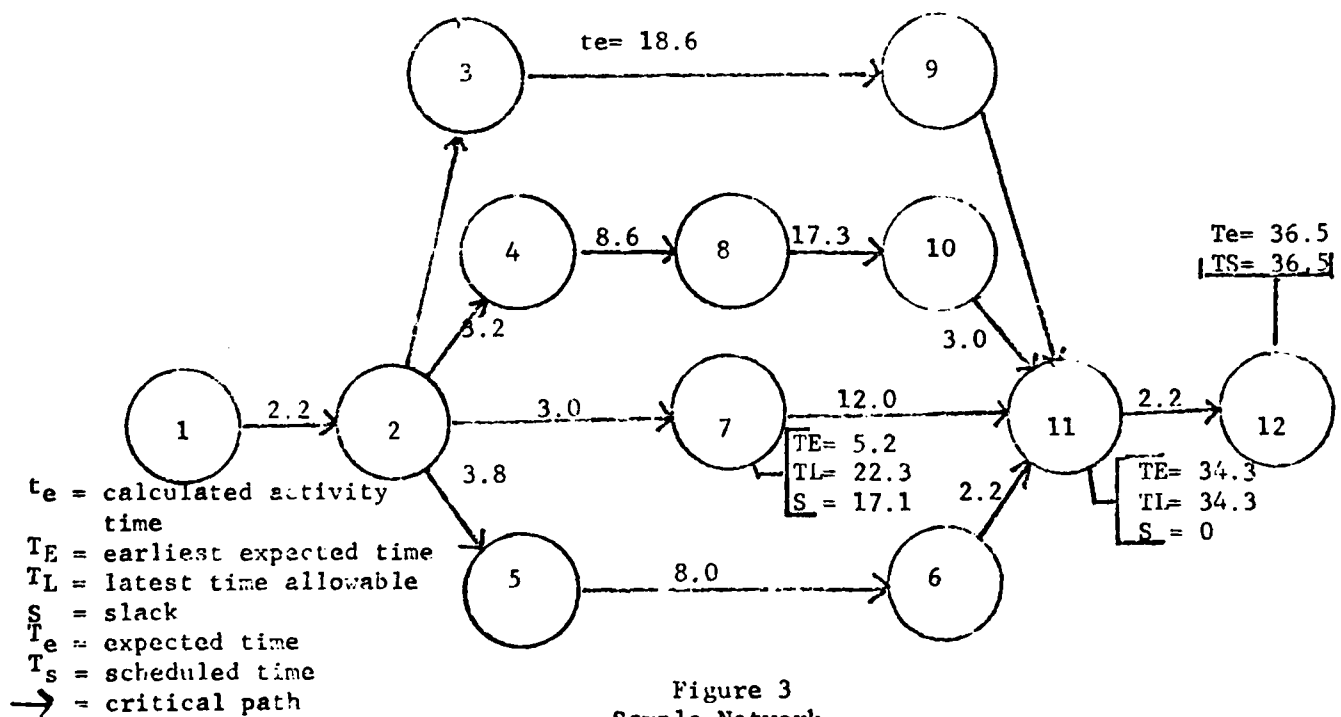 te= 18.6
3
9
4
8.6
8
17.3
10
Te= 36.5
TS= 36.5
3.2
3.0
1
2.2
2
3.0
7
12.0
11
2.2
12
TE= 5.2
TL= 22.3
S = 17.1
TE= 34.3
TL= 34.3
S = 0
3.8
2.2
5
8.0
6
te = calculated activity
time
TE = earliest expected time
TL = latest time allowable
S = slack
Te = expected time
Ts = scheduled time
→ = critical path
Figure 3
Network